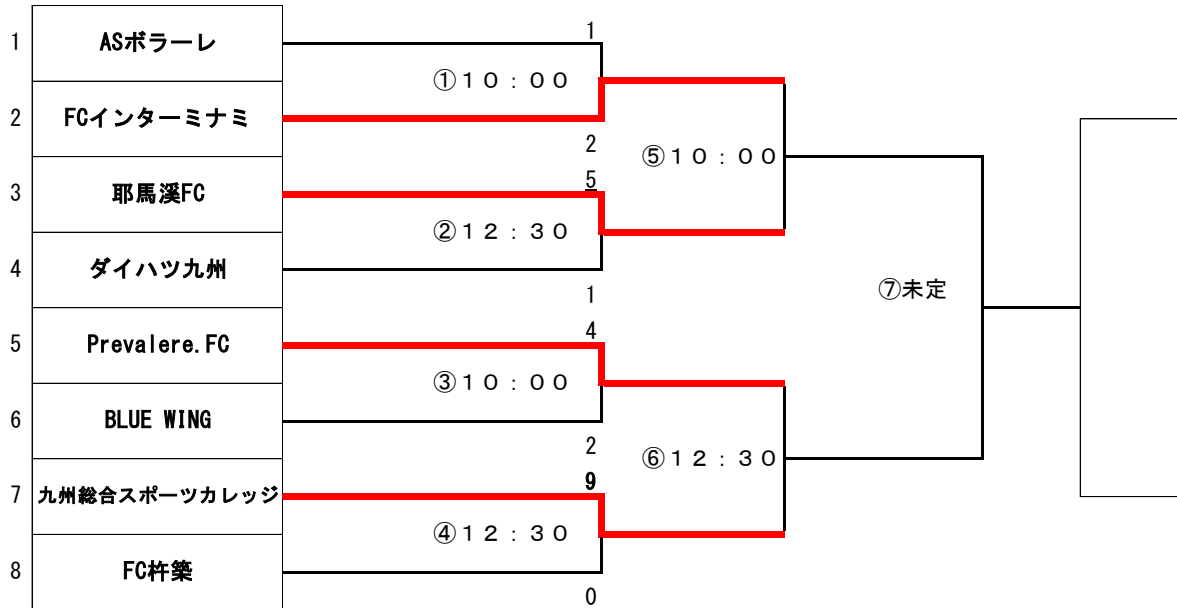 1 ASボラーレ 1
①10:00
2 FCインターミナミ
2 ⑤10:00
3 耶馬溪FC 5
②12:30
4 ダイハツ九州
1 ⑦未定
5 Prevalere.FC 4
③10:00
6 BLUE WING
2 ⑥12:30
7 九州総合スポーツカレッジ 9
④12:30
8 FC杵築
0